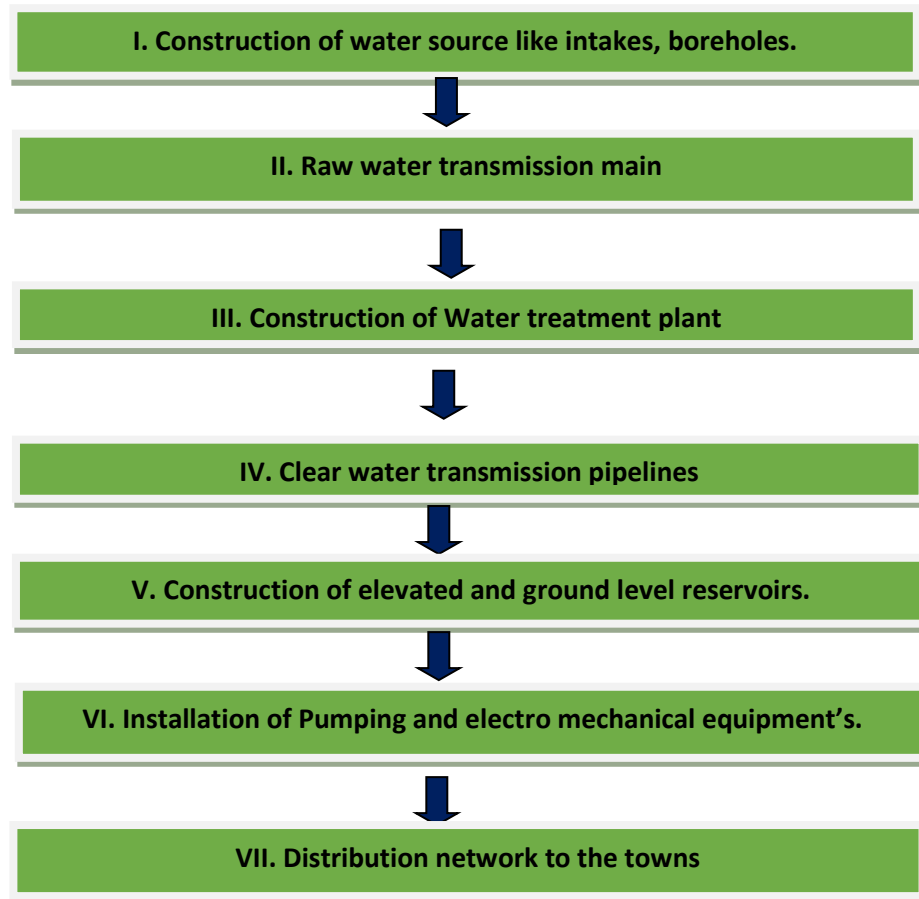 I. Construction of water source like intakes, boreholes.
II. Raw water transmission main
III. Construction of Water treatment plant
IV. Clear water transmission pipelines
V. Construction of elevated and ground level reservoirs.
VI. Installation of Pumping and electro mechanical equipment’s.
VII. Distribution network to the towns